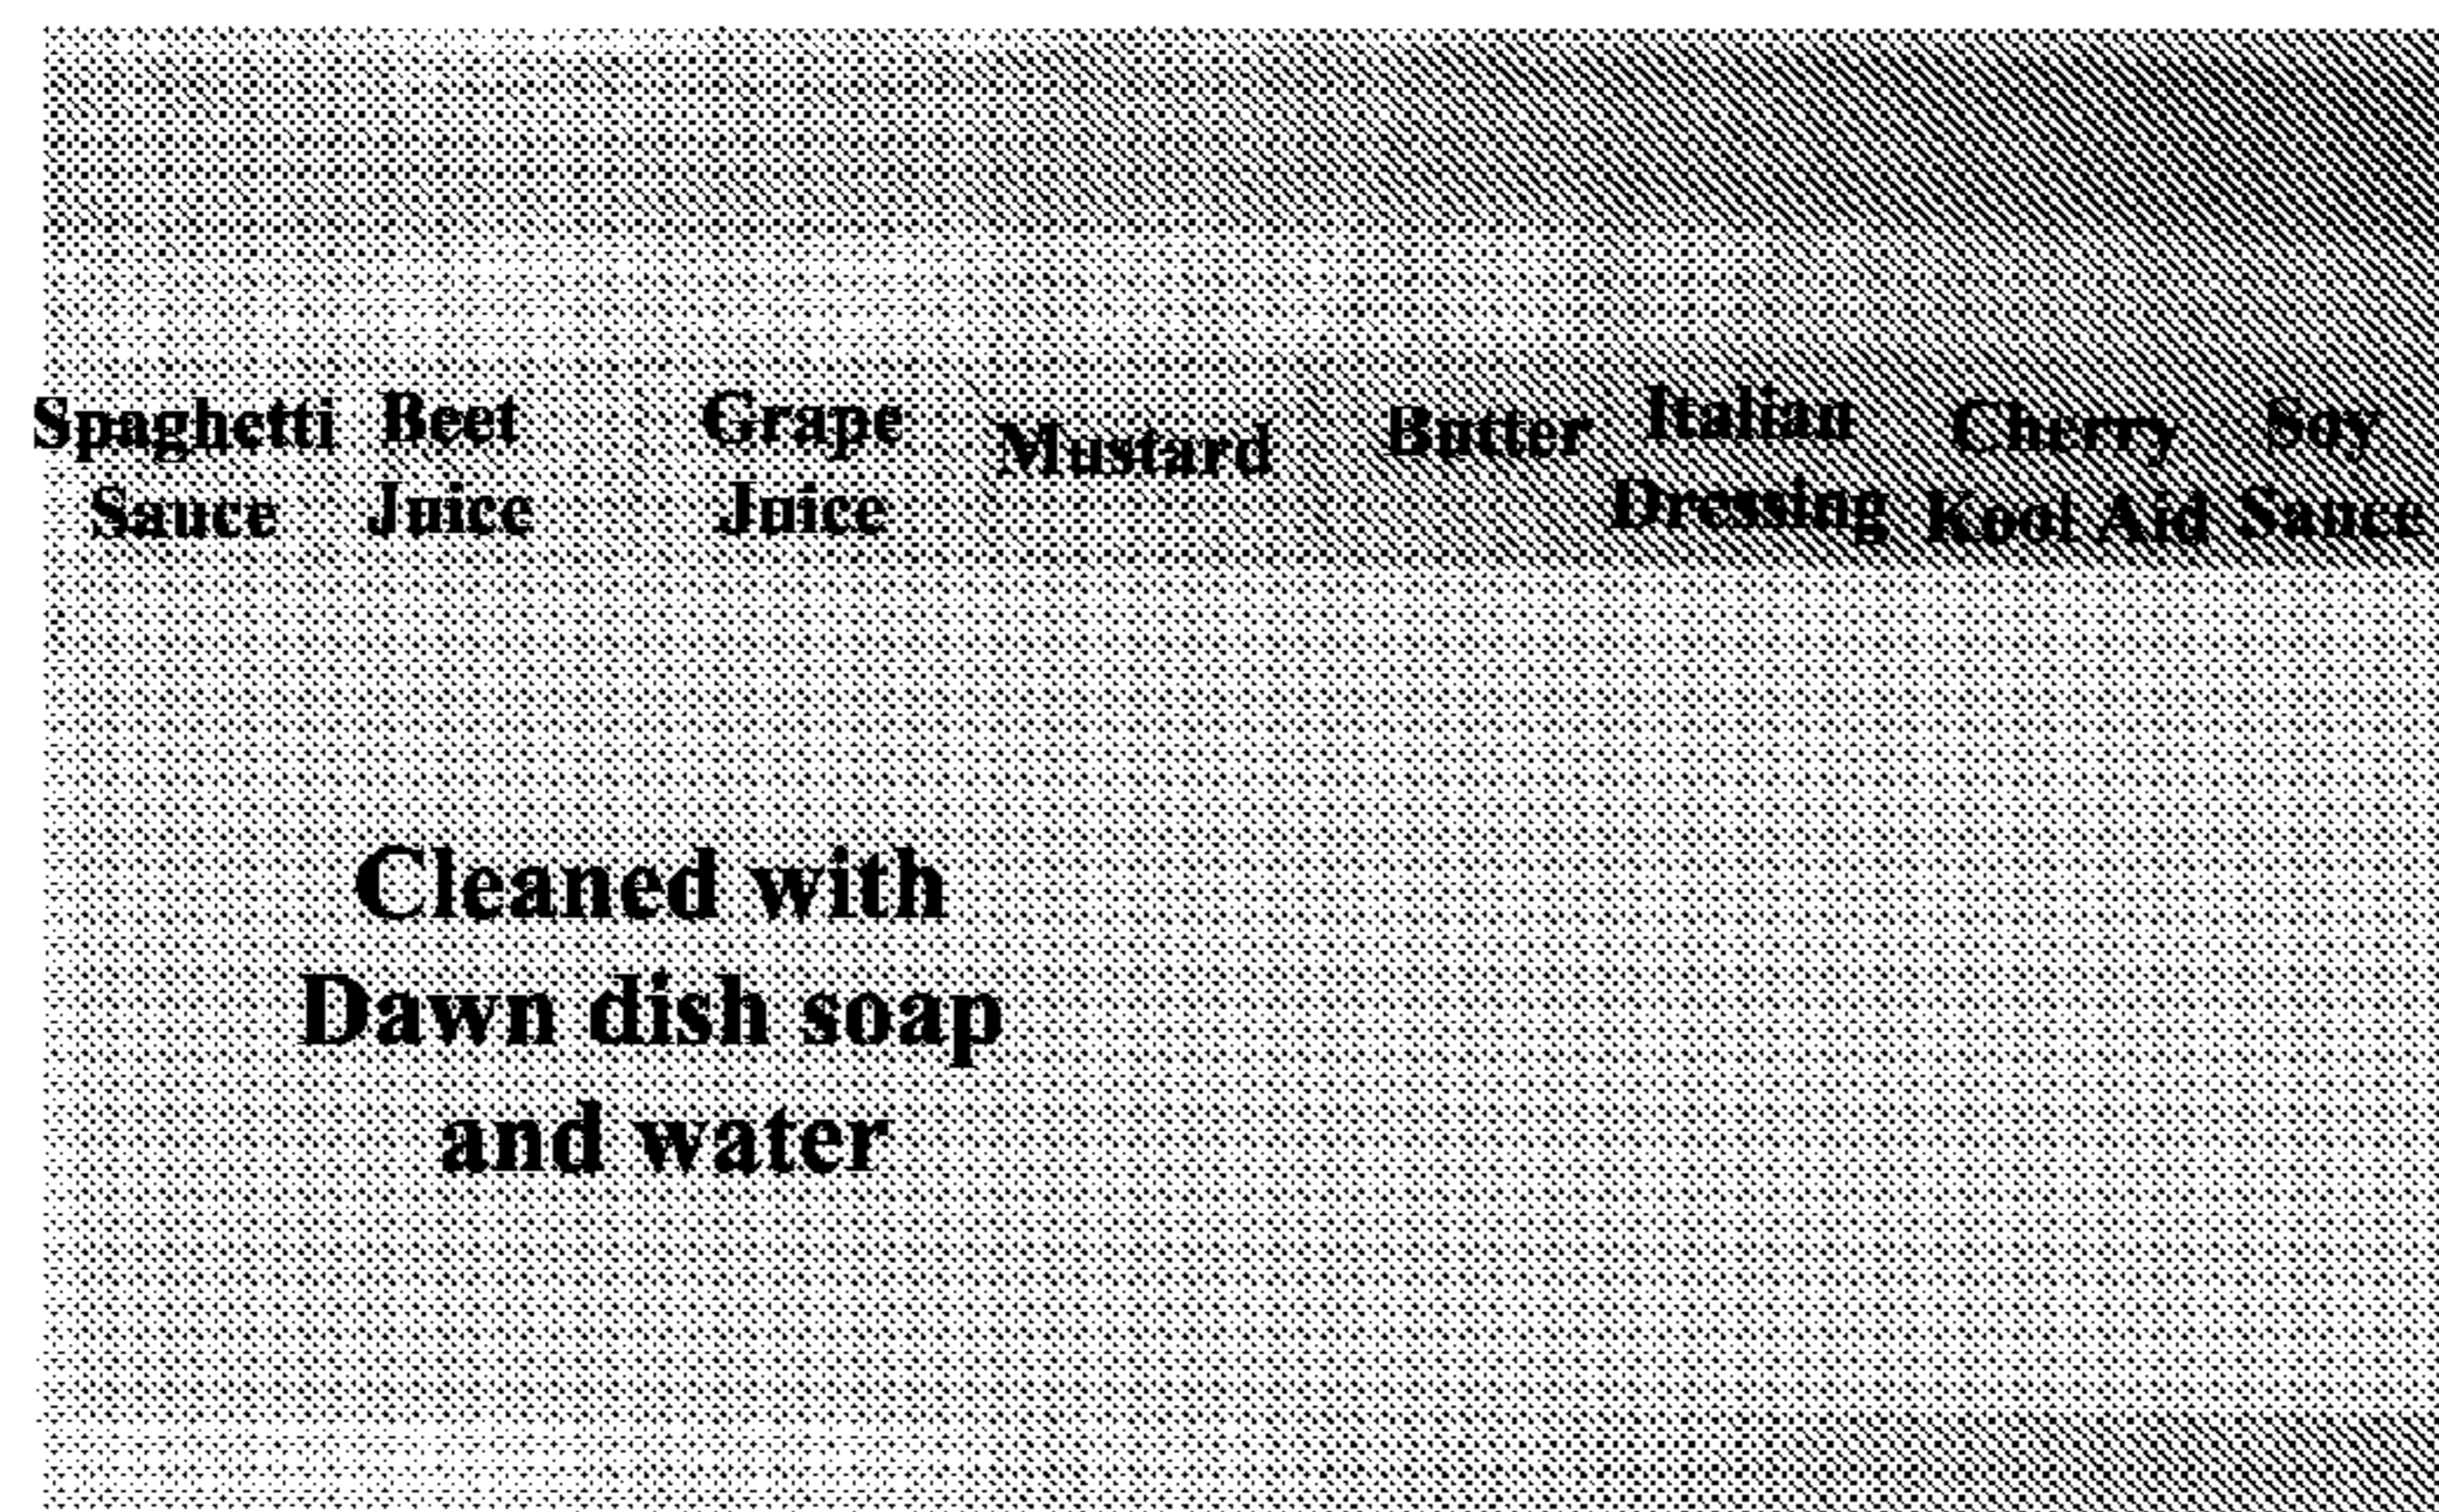 Spaghetti Sauce
Beet Juice
Grape Juice
Mustard
Butter
Italian Dressing
Cherry Kool Aid
Soy Sauce
Cleaned with
Dawn dish soap
and water